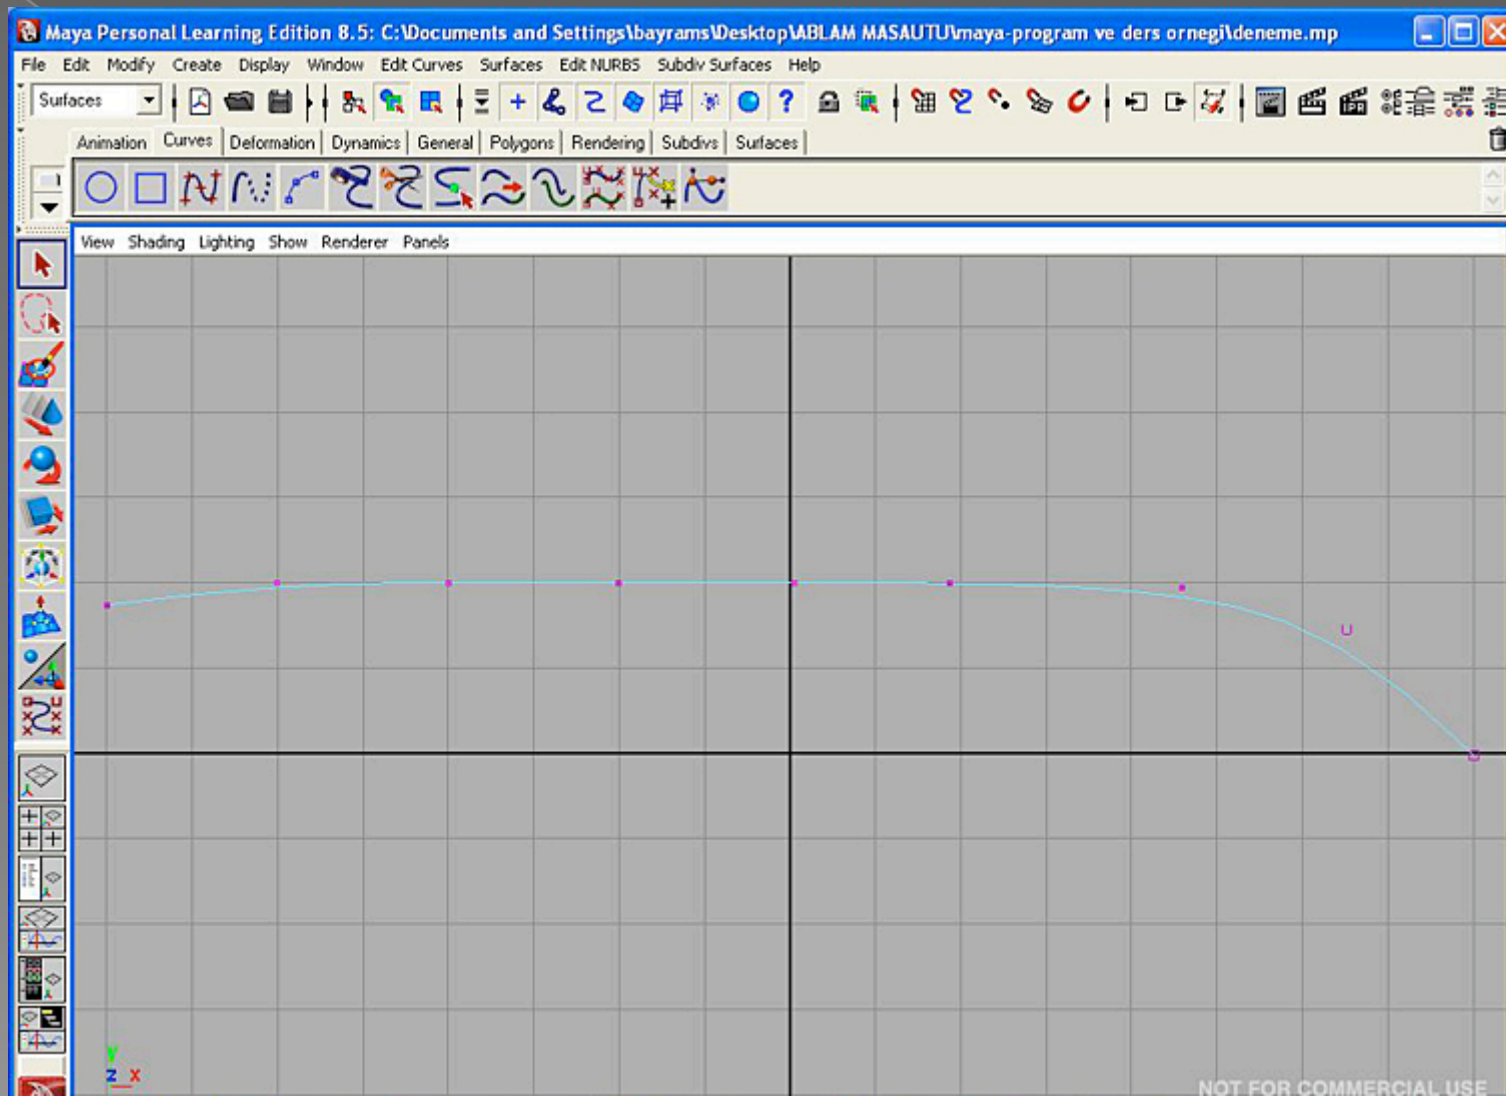 Maya Personal Learning Edition 8.5: C:\Documents and Settings\bayrams\Desktop\ABLAM MASAUTU\maya-program ve ders ornegi\deneme.mp
File Edit Modify Create Display Window Edit Curves Surfaces Edit NURBS Subdiv Surfaces Help
Surfaces
Animation Curves Deformation Dynamics General Polygons Rendering Subdivs Surfaces
View Shading Lighting Show Renderer Panels
U
Y
Z X
NOT FOR COMMERCIAL USE